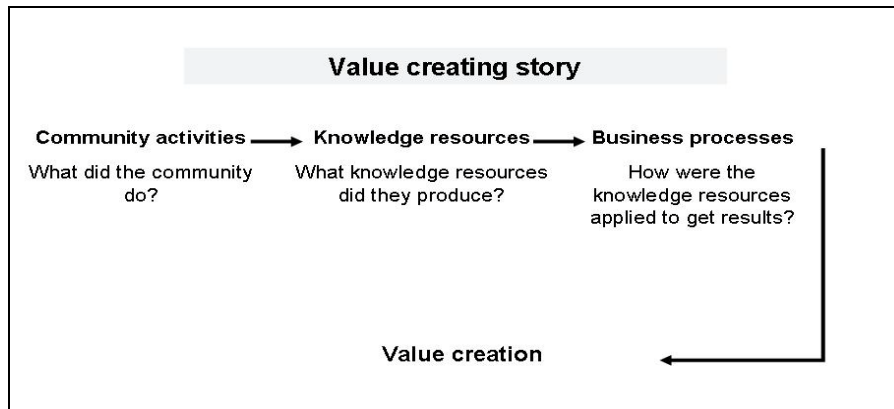 Value creating story
Community activities
Knowledge resources
Business processes
What did the community
do?
What knowledge resources
did they produce?
How were the
knowledge resources
applied to get results?
Value creation